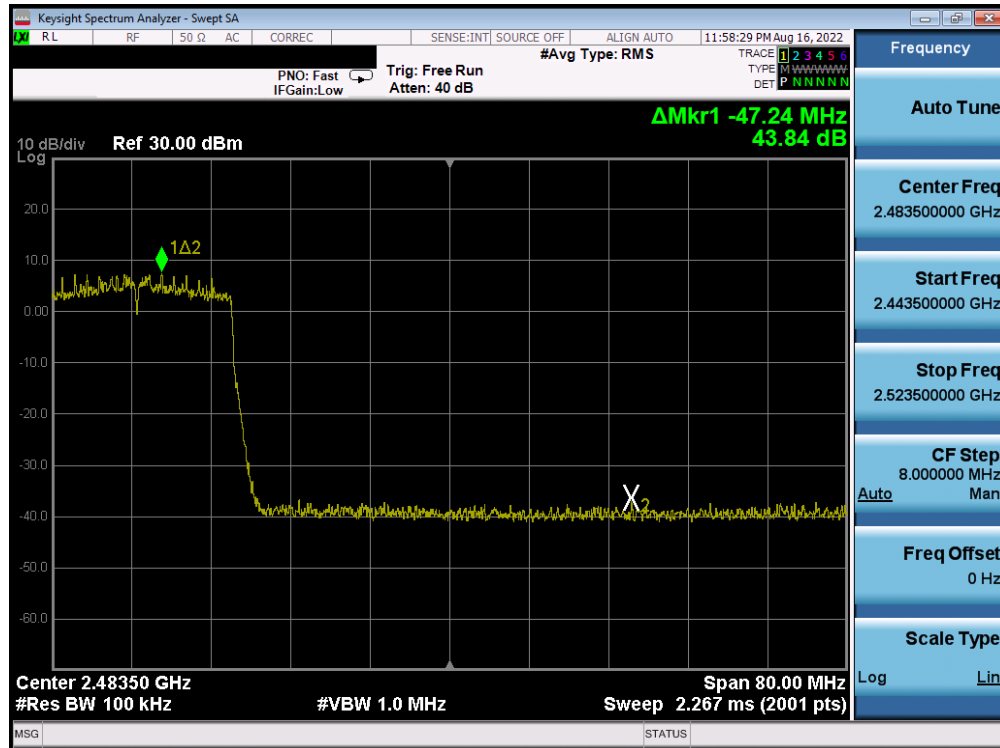 Keysight Spectrum Analyzer - Swept SA
LXI RL RF 50 Ω AC CORREC SENSE:INT SOURCE OFF ALIGN AUTO 11:58:29 PM Aug 16, 2022
#Avg Type: RMS
TRACE 1 2 3 4 5 6
TYPE M WWWWW
DET P N N N N N
PNO: Fast
IFGain:Low
Trig: Free Run
Atten: 40 dB
ΔMkr1 -47.24 MHz
43.84 dB
10 dB/div Ref 30.00 dBm
Log
20.0
1Δ2
10.0
0.00
-10.0
-20.0
-30.0
X2
-40.0
-50.0
-60.0
Center 2.48350 GHz Span 80.00 MHz
#Res BW 100 kHz #VBW 1.0 MHz Sweep 2.267 ms (2001 pts)
MSG STATUS
Frequency
Auto Tune
Center Freq
2.483500000 GHz
Start Freq
2.443500000 GHz
Stop Freq
2.523500000 GHz
CF Step
8.000000 MHz
Auto Man
Freq Offset
0 Hz
Scale Type
Log Lin